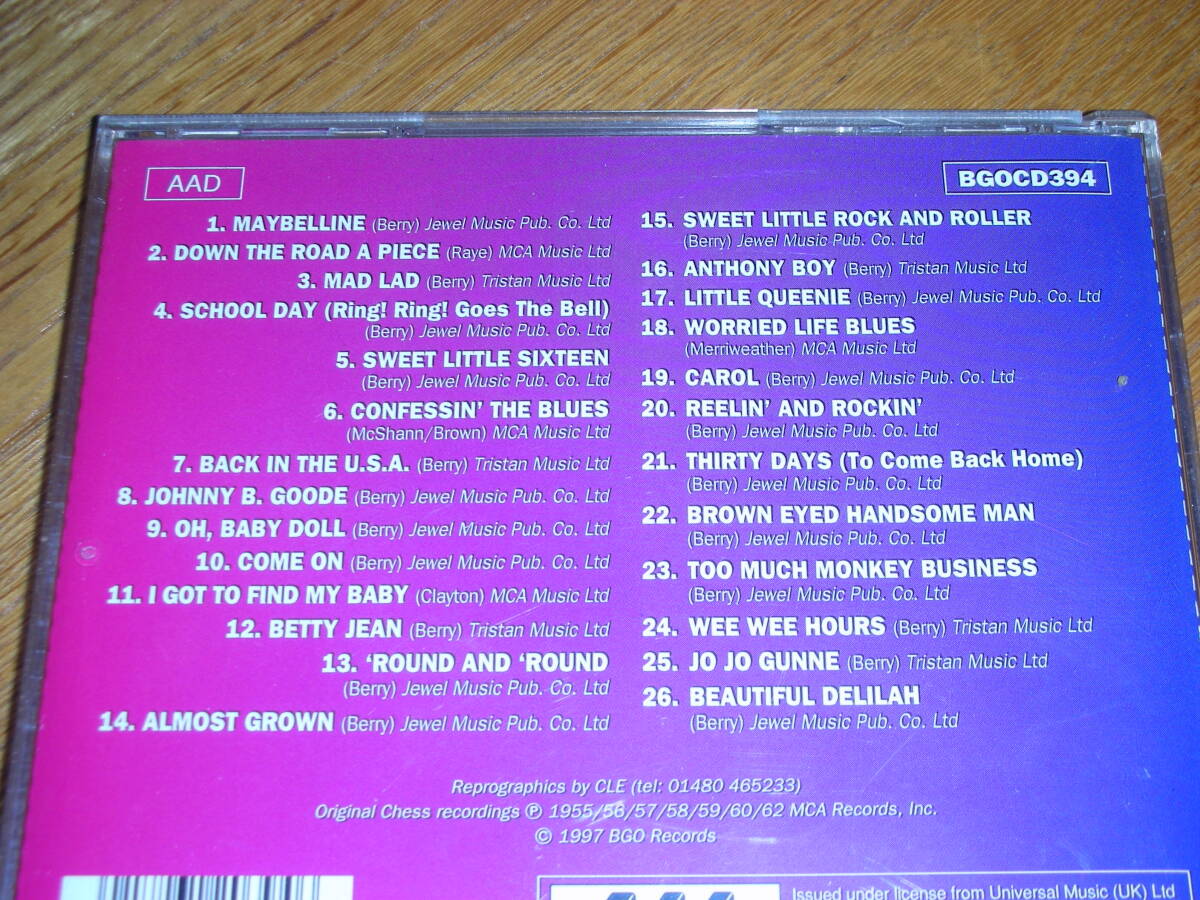 AAD
BGOCD394
1. MAYBELLINE (Berry) Jewel Music Pub. Co. Ltd
2. DOWN THE ROAD A PIECE (Raye) MCA Music Ltd
3. MAD LAD (Berry) Tristan Music Ltd
4. SCHOOL DAY (Ring! Ring! Goes The Bell)
(Berry) Jewel Music Pub. Co. Ltd
5. SWEET LITTLE SIXTEEN
(Berry) Jewel Music Pub. Co. Ltd
6. CONFESSIN' THE BLUES
(McShann/Brown) MCA Music Ltd
7. BACK IN THE U.S.A. (Berry) Tristan Music Ltd
8. JOHNNY B. GOODE (Berry) Jewel Music Pub. Co. Ltd
9. OH, BABY DOLL (Berry) Jewel Music Pub. Co. Ltd
10. COME ON (Berry) Jewel Music Pub. Co. Ltd
11. I GOT TO FIND MY BABY (Clayton) MCA Music Ltd
12. BETTY JEAN (Berry) Tristan Music Ltd
13. ‘ROUND AND ‘ROUND
(Berry) Jewel Music Pub. Co. Ltd
14. ALMOST GROWN (Berry) Jewel Music Pub. Co. Ltd
15. SWEET LITTLE ROCK AND ROLLER
(Berry) Jewel Music Pub. Co. Ltd
16. ANTHONY BOY (Berry) Tristan Music Ltd
17. LITTLE QUEENIE (Berry) Jewel Music Pub. Co. Ltd
18. WORRIED LIFE BLUES
(Merriweather) MCA Music Ltd
19. CAROL (Berry) Jewel Music Pub. Co. Ltd
20. REELIN' AND ROCKIN'
(Berry) Jewel Music Pub. Co. Ltd
21. THIRTY DAYS (To Come Back Home)
(Berry) Jewel Music Pub. Co. Ltd
22. BROWN EYED HANDSOME MAN
(Berry) Jewel Music Pub. Co. Ltd
23. TOO MUCH MONKEY BUSINESS
(Berry) Jewel Music Pub. Co. Ltd
24. WEE WEE HOURS (Berry) Tristan Music Ltd
25. JO JO GUNNE (Berry) Tristan Music Ltd
26. BEAUTIFUL DELILAH
(Berry) Jewel Music Pub. Co. Ltd
Reprographics by CLE (tel: 01480 465233)
Original Chess recordings ℗ 1955/56/57/58/59/60/62 MCA Records, Inc.
© 1997 BGO Records
Issued under license from Universal Music (UK) Ltd